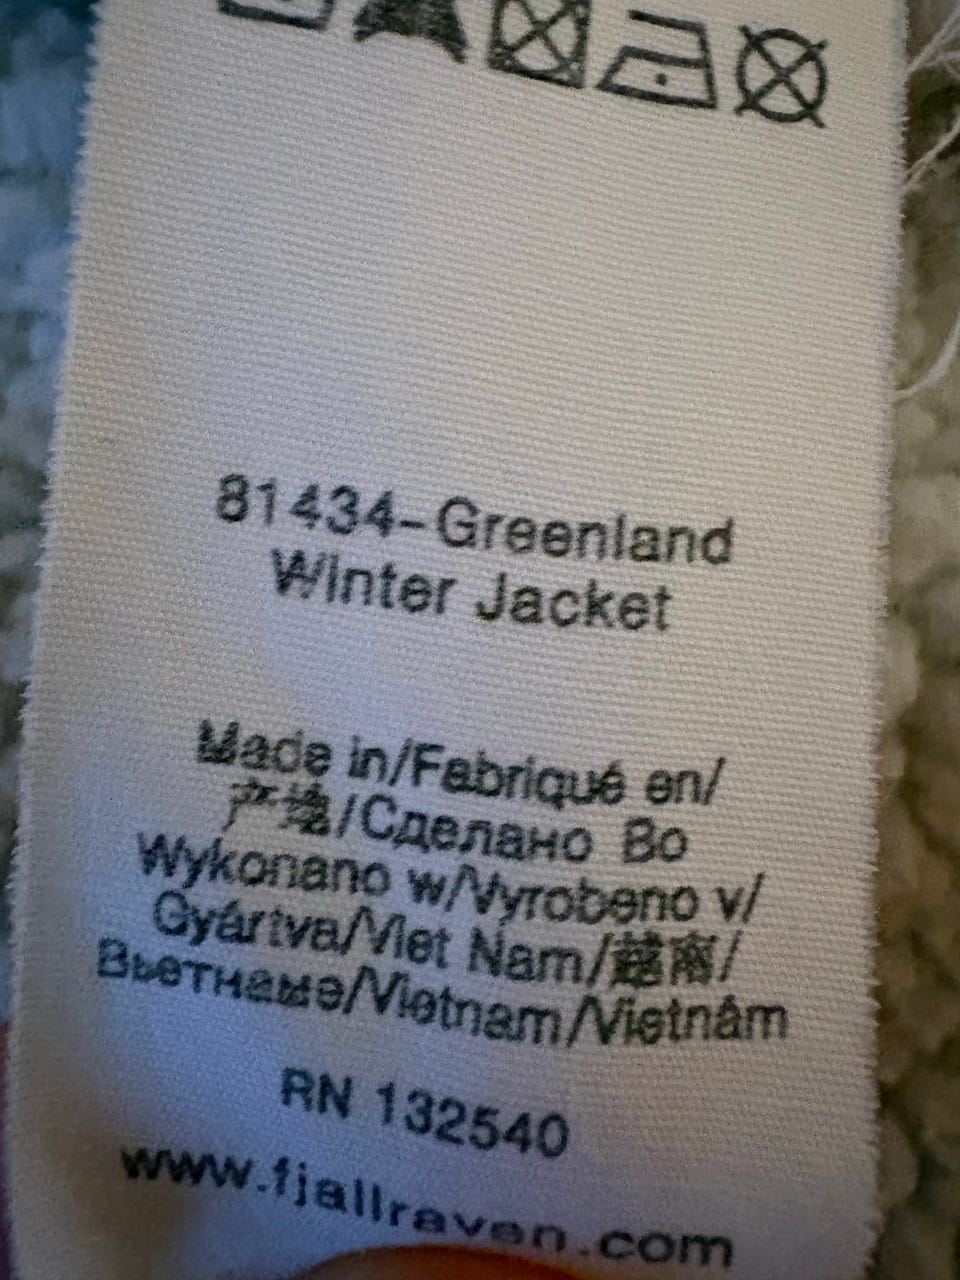 81434-Greenland
Winter Jacket
Made in/Fabriqué en/
产地/Сделано Во
Wykonano w/Vyrobeno v/
Gyártva/Viet Nam/越南/
Вьетнаме/Vietnam/Vietnám
RN 132540
www.fjallraven.com